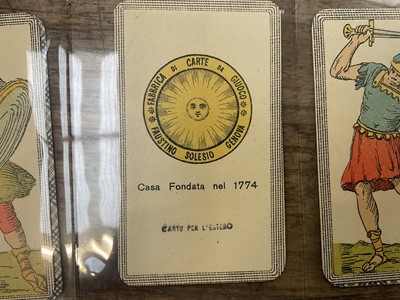 FABBRICA DI CARTE DA GIUOCO
FAUSTINO SOLESIO GENOVA
Casa Fondata nel 1774
CARTE PER L'ESTERO